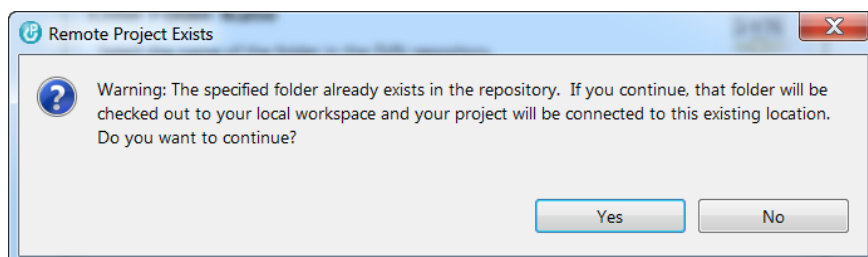 Remote Project Exists
Warning: The specified folder already exists in the repository.  If you continue, that folder will be
checked out to your local workspace and your project will be connected to this existing location.
Do you want to continue?
Yes
No